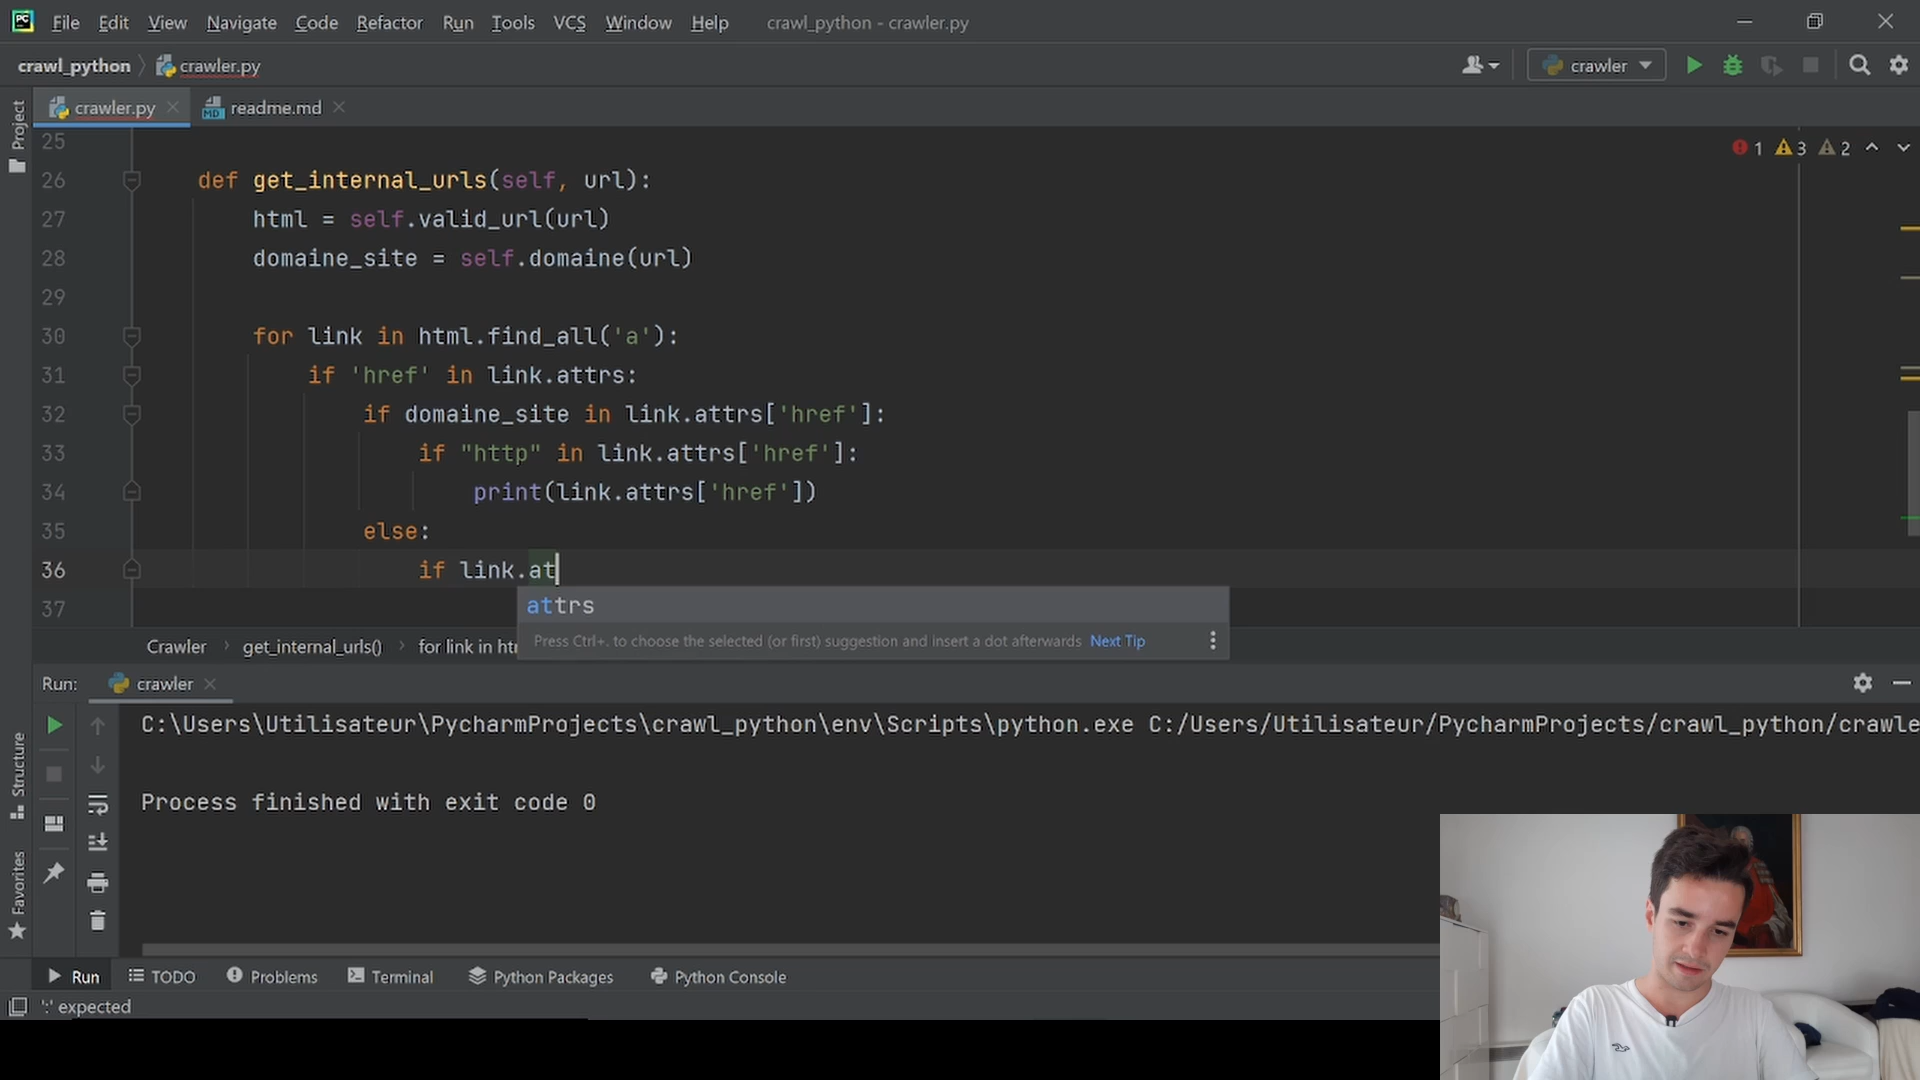 PC File Edit View Navigate Code Refactor Run Tools VCS Window Help crawl_python - crawler.py
crawl_python crawler.py crawler
Project
crawler.py MD readme.md
25
1 3 2
26 def get_internal_urls(self, url):
27 html = self.valid_url(url)
28 domaine_site = self.domaine(url)
29
30 for link in html.find_all('a'):
31 if 'href' in link.attrs:
32 if domaine_site in link.attrs['href']:
33 if "http" in link.attrs['href']:
34 print(link.attrs['href'])
35 else:
36 if link.at
37
attrs
Press Ctrl+. to choose the selected (or first) suggestion and insert a dot afterwards Next Tip
Crawler get_internal_urls() for link in htr
Run: crawler
C:\Users\Utilisateur\PycharmProjects\crawl_python\env\Scripts\python.exe C:/Users/Utilisateur/PycharmProjects/crawl_python/crawle
Process finished with exit code 0
Structure
Favorites
Run TODO Problems Terminal Python Packages Python Console
':' expected